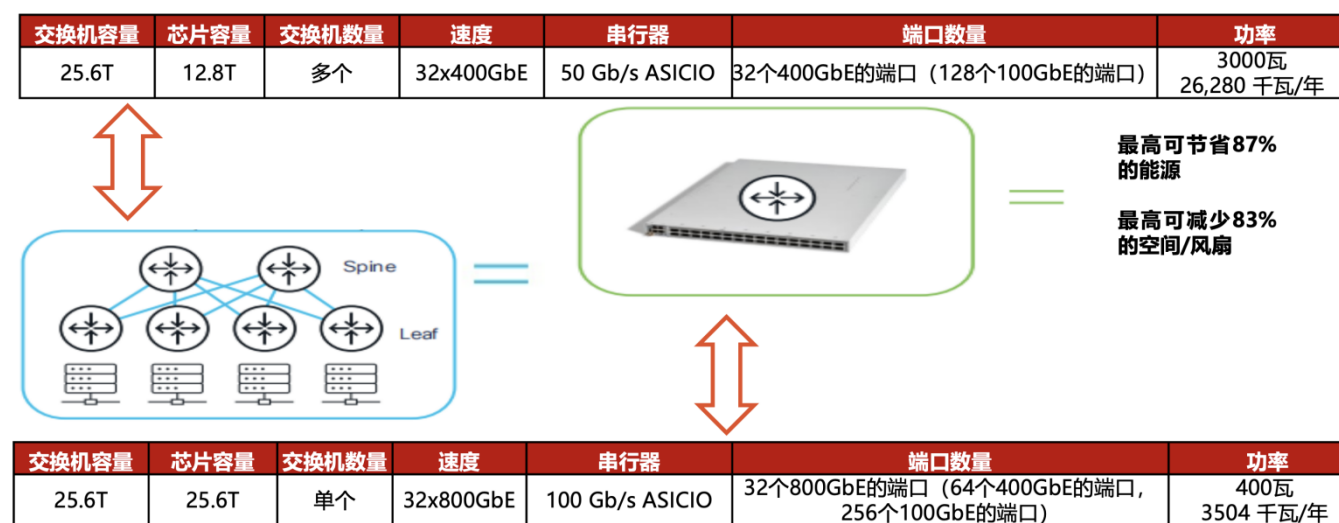 交换机容量 芯片容量 交换机数量 速度 串行器 端口数量 功率
25.6T 12.8T 多个 32x400GbE 50 Gb/s ASICIO 32个400GbE的端口（128个100GbE的端口） 3000瓦
26,280 千瓦/年
最高可节省87%
的能源
最高可减少83%
的空间/风扇
Spine
Leaf
交换机容量 芯片容量 交换机数量 速度 串行器 端口数量 功率
25.6T 25.6T 单个 32x800GbE 100 Gb/s ASICIO 32个800GbE的端口（64个400GbE的端口， 400瓦
256个100GbE的端口） 3504 千瓦/年